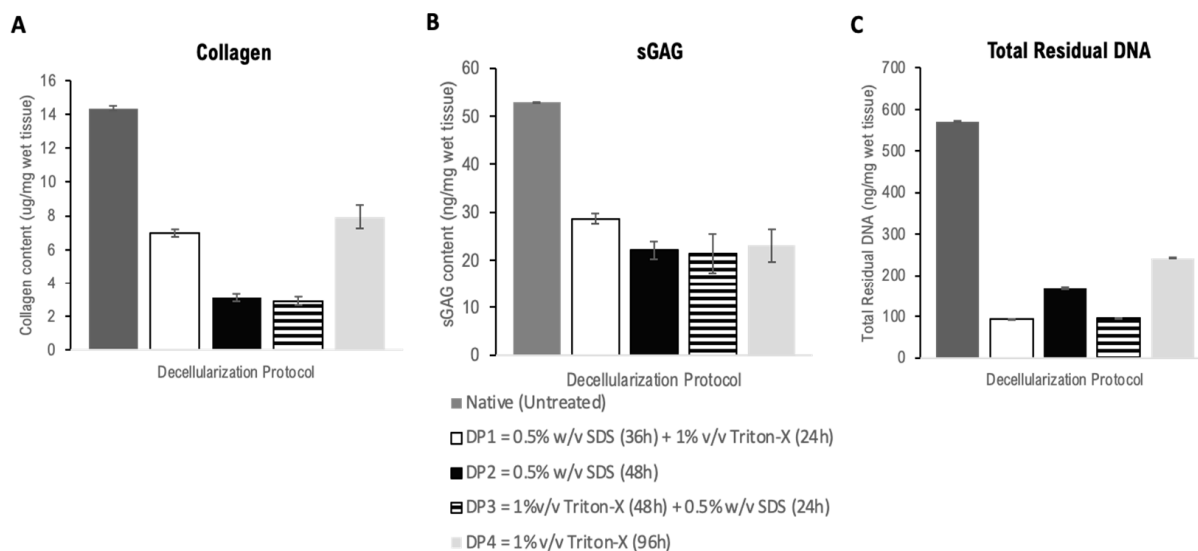 A
Collagen
Collagen content (ug/mg wet tissue)
16
14
12
10
8
6
4
2
0
Decellularization Protocol
B
sGAG
sGAG content (ng/mg wet tissue)
60
50
40
30
20
10
0
Decellularization Protocol
C
Total Residual DNA
Total Residual DNA (ng/mg wet tissue)
700
600
500
400
300
200
100
0
Decellularization Protocol
Native (Untreated)
DP1 = 0.5% w/v SDS (36h) + 1% v/v Triton-X (24h)
DP2 = 0.5% w/v SDS (48h)
DP3 = 1%v/v Triton-X (48h) + 0.5% w/v SDS (24h)
DP4 = 1% v/v Triton-X (96h)